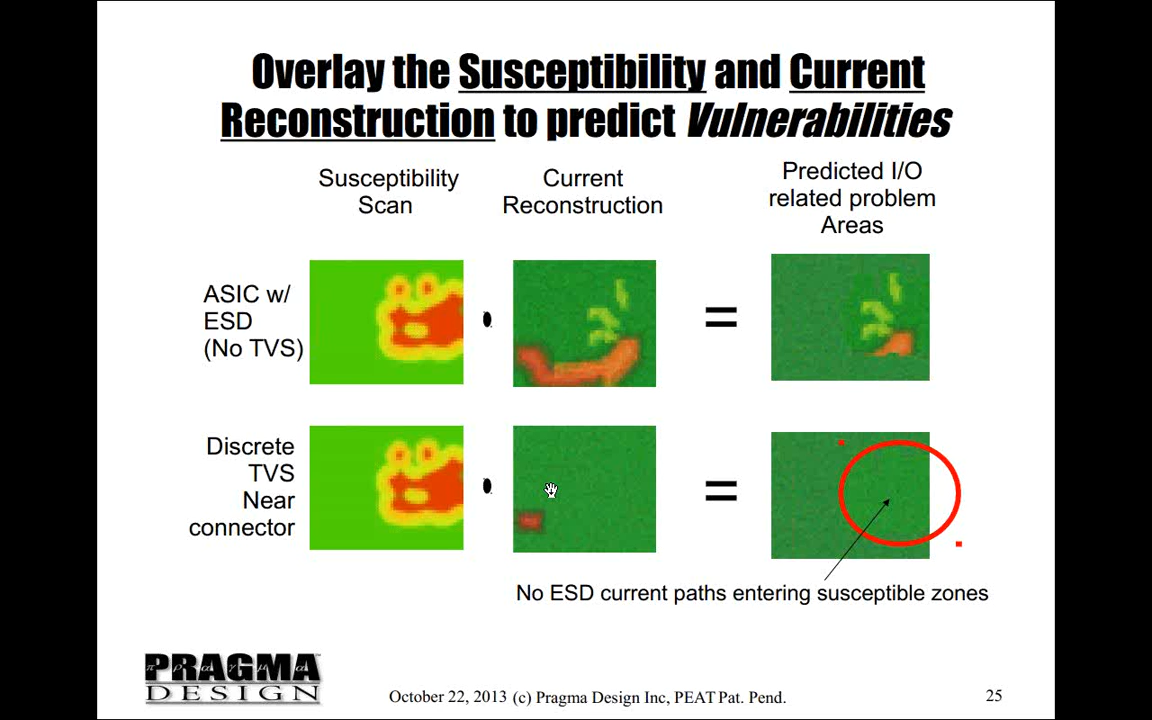 Overlay the Susceptibility and Current
Reconstruction to predict Vulnerabilities
Susceptibility
Scan
Current
Reconstruction
Predicted I/O
related problem
Areas
ASIC w/
ESD
(No TVS)
•
=
Discrete
TVS
Near
connector
•
=
No ESD current paths entering susceptible zones
PRAGMA
π ρ α γ μ α
DESIGN
October 22, 2013 (c) Pragma Design Inc, PEAT Pat. Pend.
25